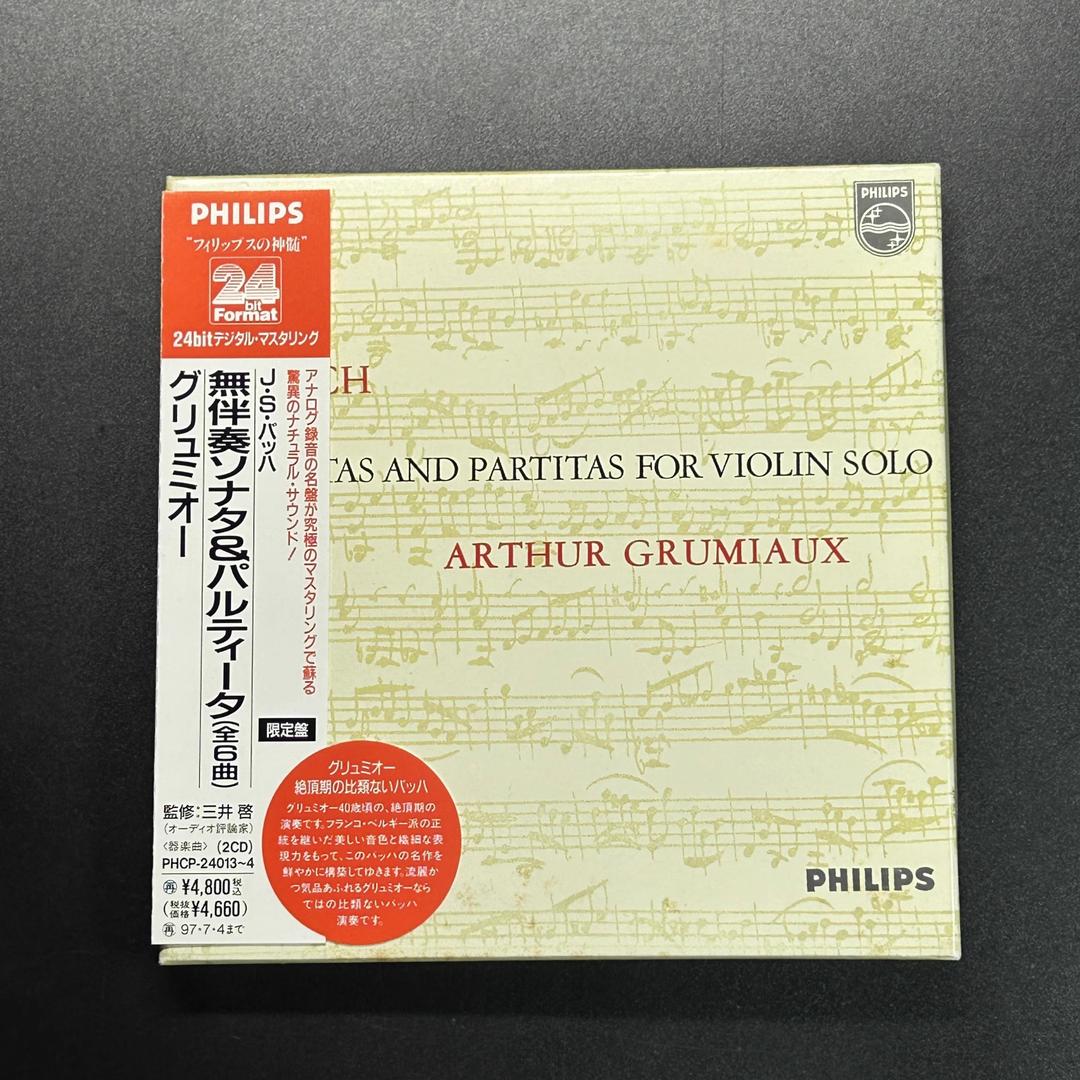 PHILIPS
"フィリップスの神髄"
24
bit
Format
24bitデジタル・マスタリング
アナログ録音の名盤が究極のマスタリングで蘇る
驚異のナチュラル・サウンド!
J・S・バッハ
無伴奏ソナタ&パルティータ(全6曲)
グリュミオー
限定盤
監修:三井 啓
(オーディオ評論家)
〈器楽曲〉 (2CD)
PHCP-24013~4
再 ¥4,800 税込
(税抜価格 ¥4,660)
再 97・7・4まで
グリュミオー
絶頂期の比類ないバッハ
グリュミオー40歳頃の、絶頂期の
演奏です。フランコ・ベルギー派の正
統を継いだ美しい音色と繊細な表
現力をもって、このバッハの名作を
鮮やかに構築してゆきます。流麗か
つ気品あふれるグリュミオーなら
ではの比類ないバッハ
演奏です。
PHILIPS
CH
TAS AND PARTITAS FOR VIOLIN SOLO
ARTHUR GRUMIAUX
PHILIPS